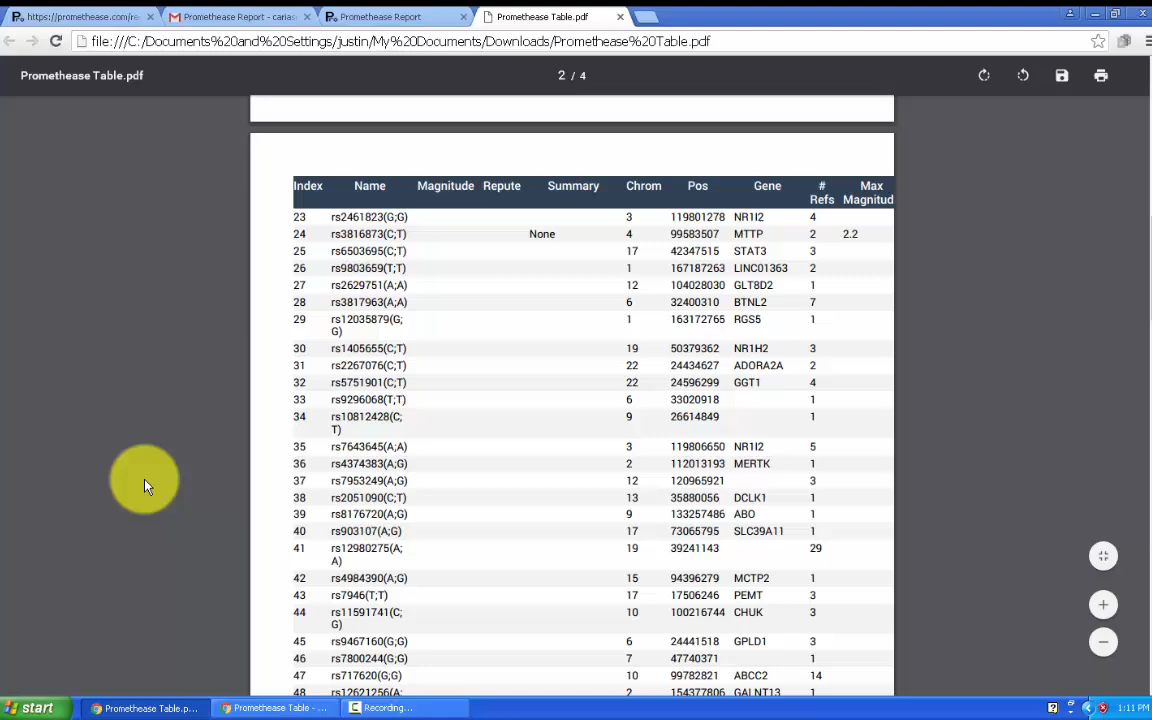 https://promethease.com/re
Promethease Report - carias
Promethease Report
Promethease Table.pdf
file:///C:/Documents%20and%20Settings/justin/My%20Documents/Downloads/Promethease%20Table.pdf
Promethease Table.pdf
2 / 4
Index Name Magnitude Repute Summary Chrom Pos Gene # Refs Max Magnitud
23 rs2461823(G;G) 3 119801278 NR1I2 4
24 rs3816873(C;T) None 4 99583507 MTTP 2 2.2
25 rs6503695(C;T) 17 42347515 STAT3 3
26 rs9803659(T;T) 1 167187263 LINC01363 2
27 rs2629751(A;A) 12 104028030 GLT8D2 1
28 rs3817963(A;A) 6 32400310 BTNL2 7
29 rs12035879(G; 1 163172765 RGS5 1
G)
30 rs1405655(C;T) 19 50379362 NR1H2 3
31 rs2267076(C;T) 22 24434627 ADORA2A 2
32 rs5751901(C;T) 22 24596299 GGT1 4
33 rs9296068(T;T) 6 33020918 1
34 rs10812428(C; 9 26614849 1
T)
35 rs7643645(A;A) 3 119806650 NR1I2 5
36 rs4374383(A;G) 2 112013193 MERTK 1
37 rs7953249(A;G) 12 120965921 3
38 rs2051090(C;T) 13 35880056 DCLK1 1
39 rs8176720(A;G) 9 133257486 ABO 1
40 rs903107(A;G) 17 73065795 SLC39A11 1
41 rs12980275(A; 19 39241143 29
A)
42 rs4984390(A;G) 15 94396279 MCTP2 1
43 rs7946(T;T) 17 17506246 PEMT 3
44 rs11591741(C; 10 100216744 CHUK 3
G)
45 rs9467160(G;G) 6 24441518 GPLD1 3
46 rs7800244(G;G) 7 47740371 1
47 rs717620(G;G) 10 99782821 ABCC2 14
48 rs12621256(A; 2 154377806 GALNT13 1
start
Promethease Table.p...
Promethease Table - ...
Recording...
1:11 PM